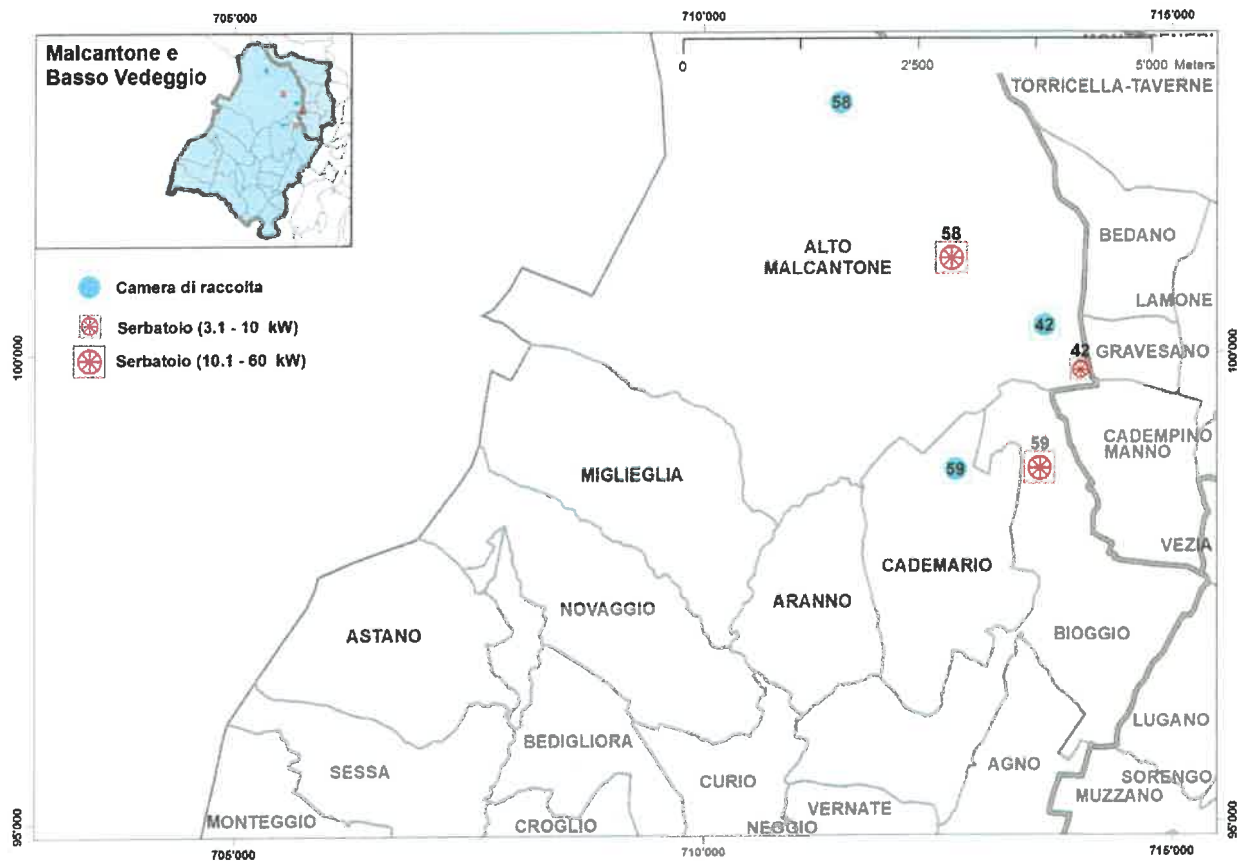 705'000
710'000
715'000
Malcantone e
Basso Vedeggio
0
2'500
5'000 Meters
TORRICELLA-TAVERNE
58
58
BEDANO
ALTO
MALCANTONE
Camera di raccolta
LAMONE
Serbatoio (3.1 - 10 kW)
42
42
GRAVESANO
Serbatoio (10.1 - 60 kW)
100'000
100'000
CADEMPINO
MANNO
59
59
MIGLIEGLIA
VEZIA
CADEMARIO
NOVAGGIO
ARANNO
ASTANO
BIOGGIO
LUGANO
BEDIGLIORA
SESSA
CURIO
AGNO
SORENGO
MUZZANO
VERNATE
MONTEGGIO
CROGLIO
NEGGIO
95'000
95'000
705'000
710'000
715'000